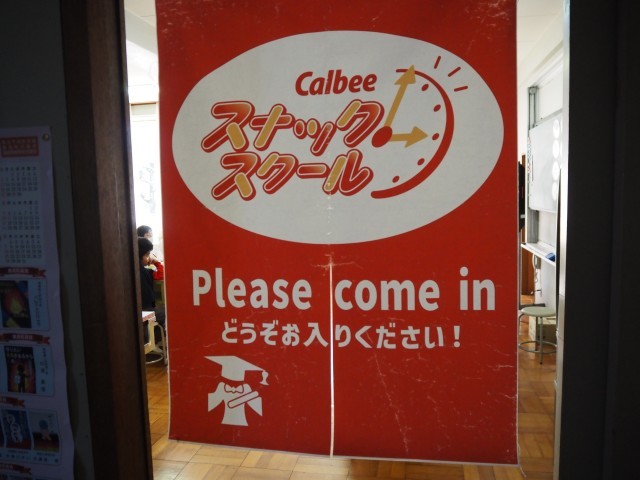 Calbee
スナック
スクール
Please come in
どうぞお入りください！